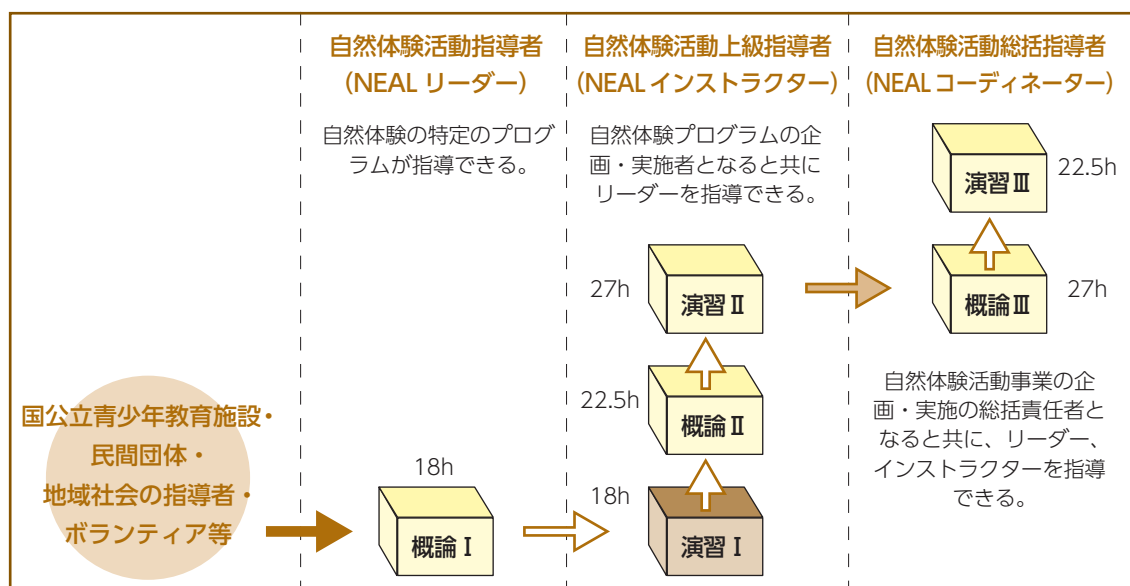 国公立青少年教育施設・
民間団体・
地域社会の指導者・
ボランティア等
自然体験活動指導者
(NEAL リーダー)
自然体験の特定のプログ
ラムが指導できる。
18h
概論Ⅰ
自然体験活動上級指導者
(NEAL インストラクター)
自然体験プログラムの企
画・実施者となると共に
リーダーを指導できる。
27h
演習Ⅱ
22.5h
概論Ⅱ
18h
演習Ⅰ
自然体験活動総括指導者
(NEAL コーディネーター)
演習Ⅲ
22.5h
概論Ⅲ
27h
自然体験活動事業の企
画・実施の総括責任者と
なると共に、リーダー、
インストラクターを指導
できる。